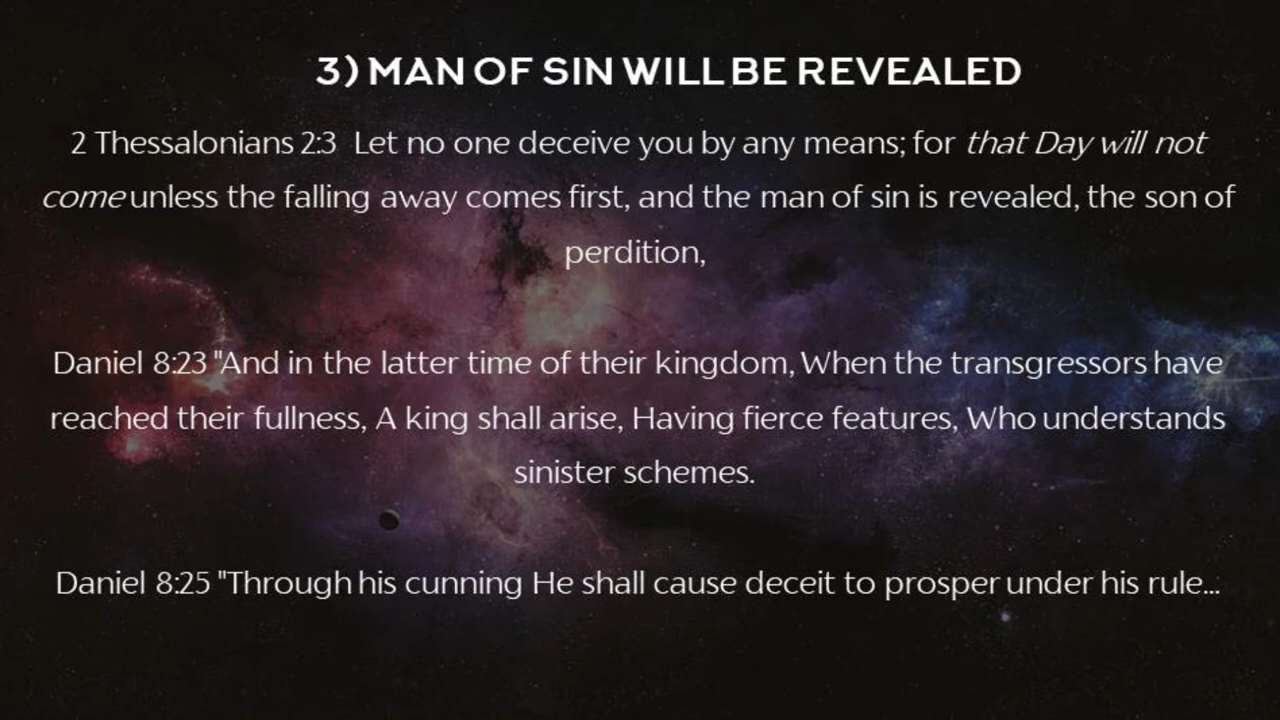 3) MAN OF SIN WILL BE REVEALED
2 Thessalonians 2:3 Let no one deceive you by any means; for that Day will not
come unless the falling away comes first, and the man of sin is revealed, the son of
perdition,
Daniel 8:23 "And in the latter time of their kingdom, When the transgressors have
reached their fullness, A king shall arise, Having fierce features, Who understands
sinister schemes.
Daniel 8:25 "Through his cunning He shall cause deceit to prosper under his rule...